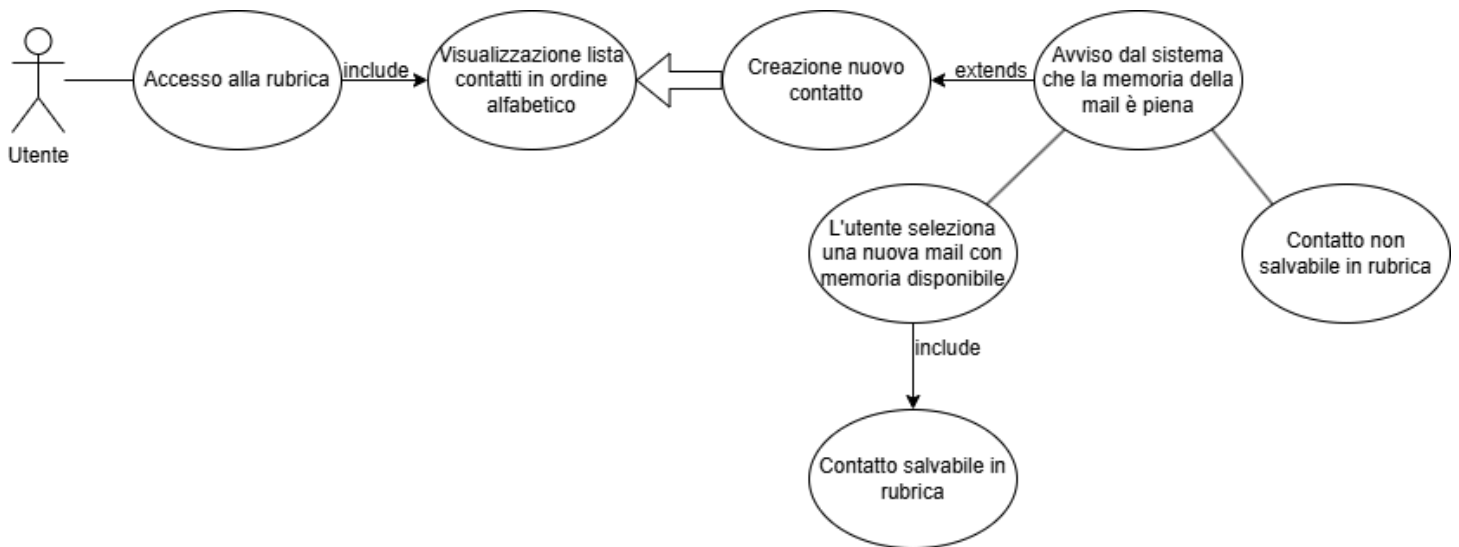 Utente
Accesso alla rubrica
include
Visualizzazione lista
contatti in ordine
alfabetico
Creazione nuovo
contatto
extends
Avviso dal sistema
che la memoria della
mail è piena
L'utente seleziona
una nuova mail con
memoria disponibile
Contatto non
salvabile in rubrica
include
Contatto salvabile in
rubrica